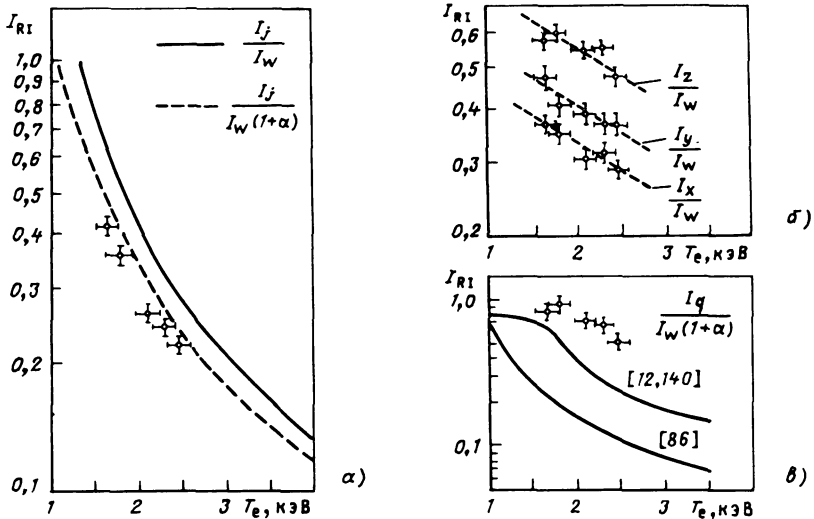 I_RI
1,0
0,9
0,8
0,7
0,6
0,5
0,4
0,3
0,2
0,1
I_j
I_w
I_j
I_w(1+α)
1 2 3 T_e, кэВ
а)
I_RI
0,6
0,5
0,4
0,3
0,2
I_z
I_w
I_y
I_w
I_x
I_w
1 2 3 T_e, кэВ
б)
I_RI
1,0
0,1
I_q
I_w(1+α)
[12,140]
[86]
1 2 3 T_e, кэВ
в)